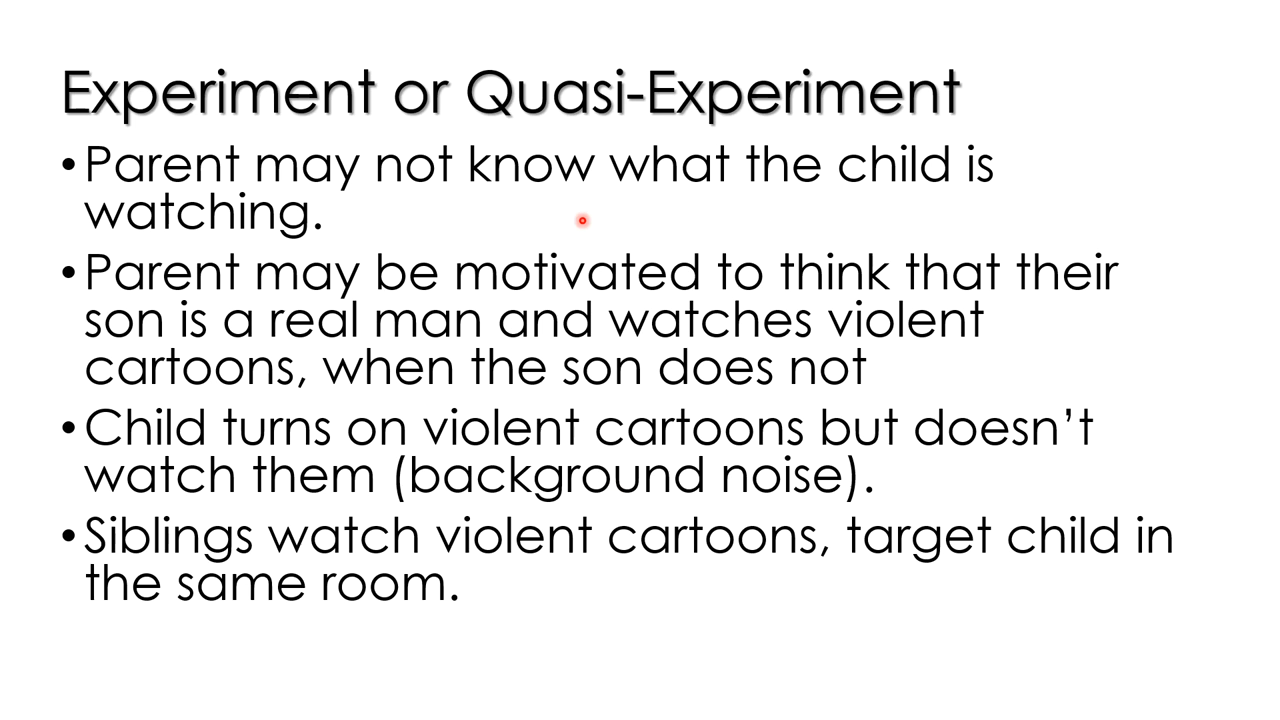 Experiment or Quasi-Experiment
•Parent may not know what the child is
watching.
•Parent may be motivated to think that their
son is a real man and watches violent
cartoons, when the son does not
•Child turns on violent cartoons but doesn’t
watch them (background noise).
•Siblings watch violent cartoons, target child in
the same room.